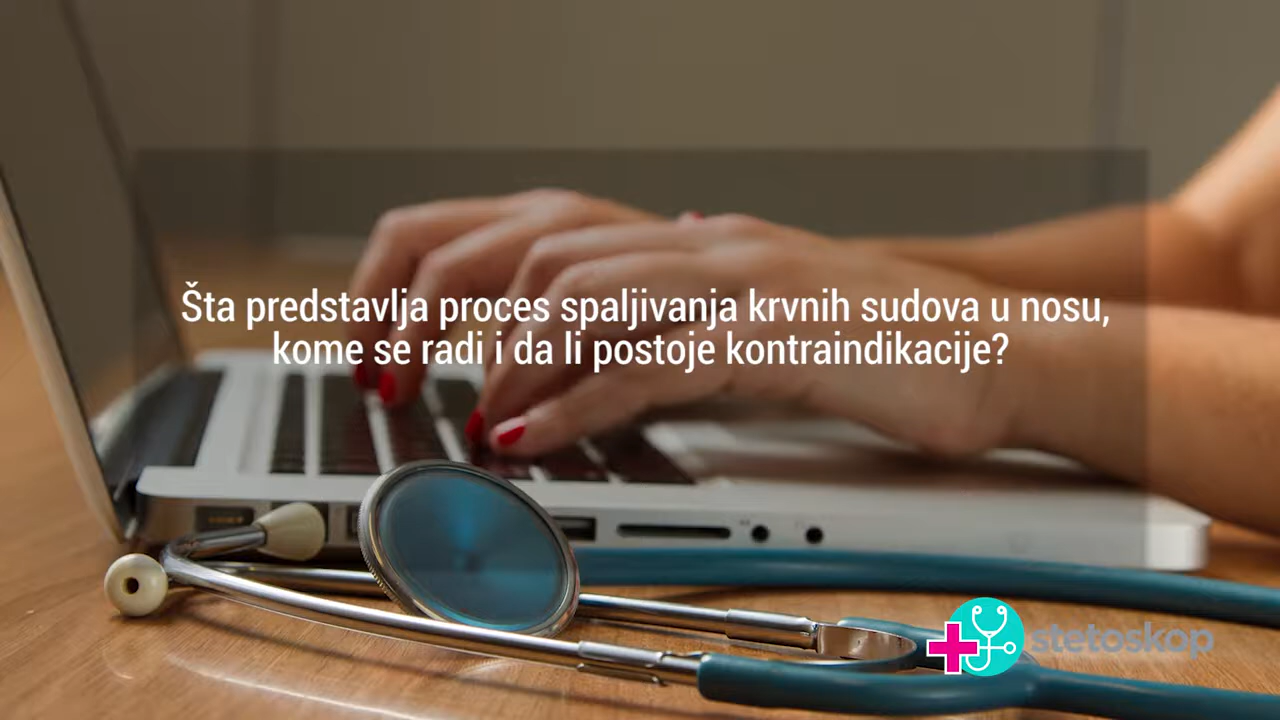 Šta predstavlja proces spaljivanja krvnih sudova u nosu,
kome se radi i da li postoje kontraindikacije?
stetoskop